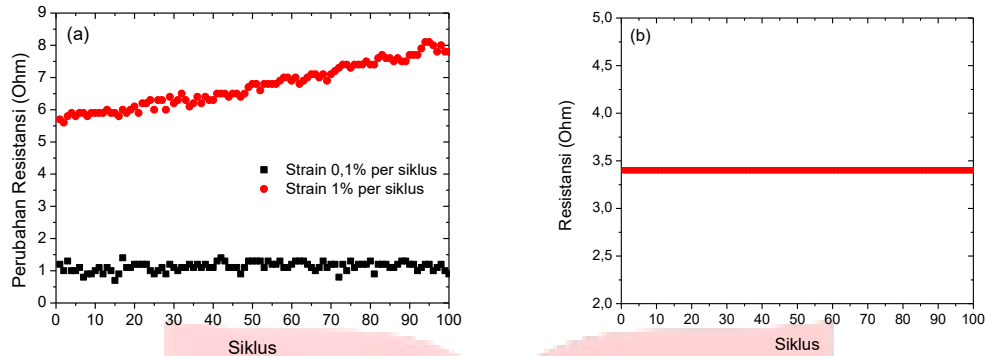 (a)
Perubahan Resistansi (Ohm)
9
8
7
6
5
4
3
2
1
0
Strain 0,1% per siklus
Strain 1% per siklus
0 10 20 30 40 50 60 70 80 90 100
Siklus
(b)
Resistansi (Ohm)
5,0
4,5
4,0
3,5
3,0
2,5
2,0
0 10 20 30 40 50 60 70 80 90 100
Siklus